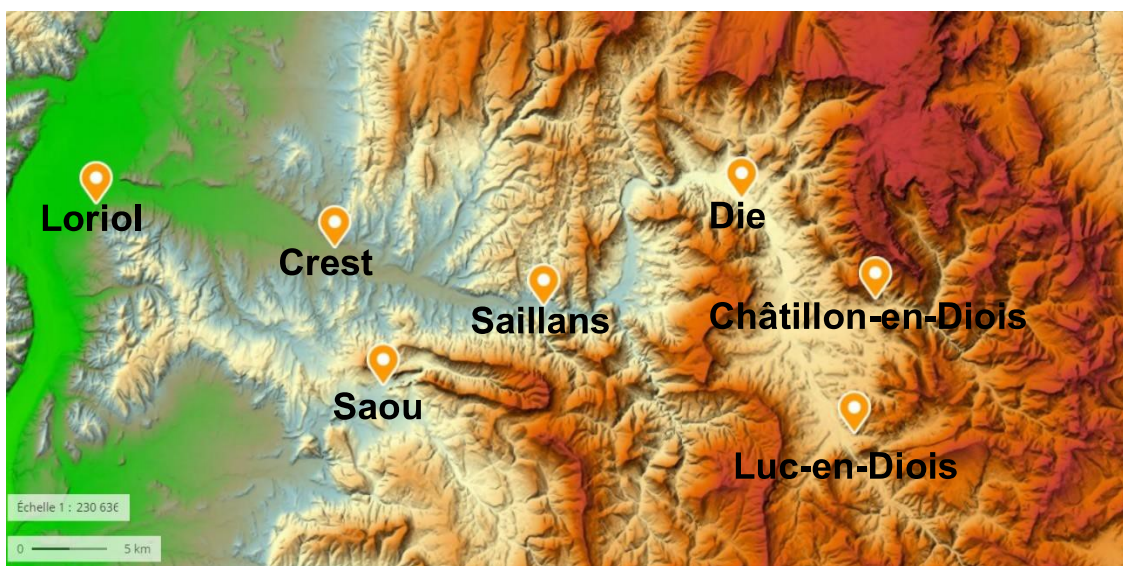 Loriol
Crest
Die
Saillans
Châtillon-en-Diois
Saou
Luc-en-Diois
Échelle 1 : 230 636
0 5 km